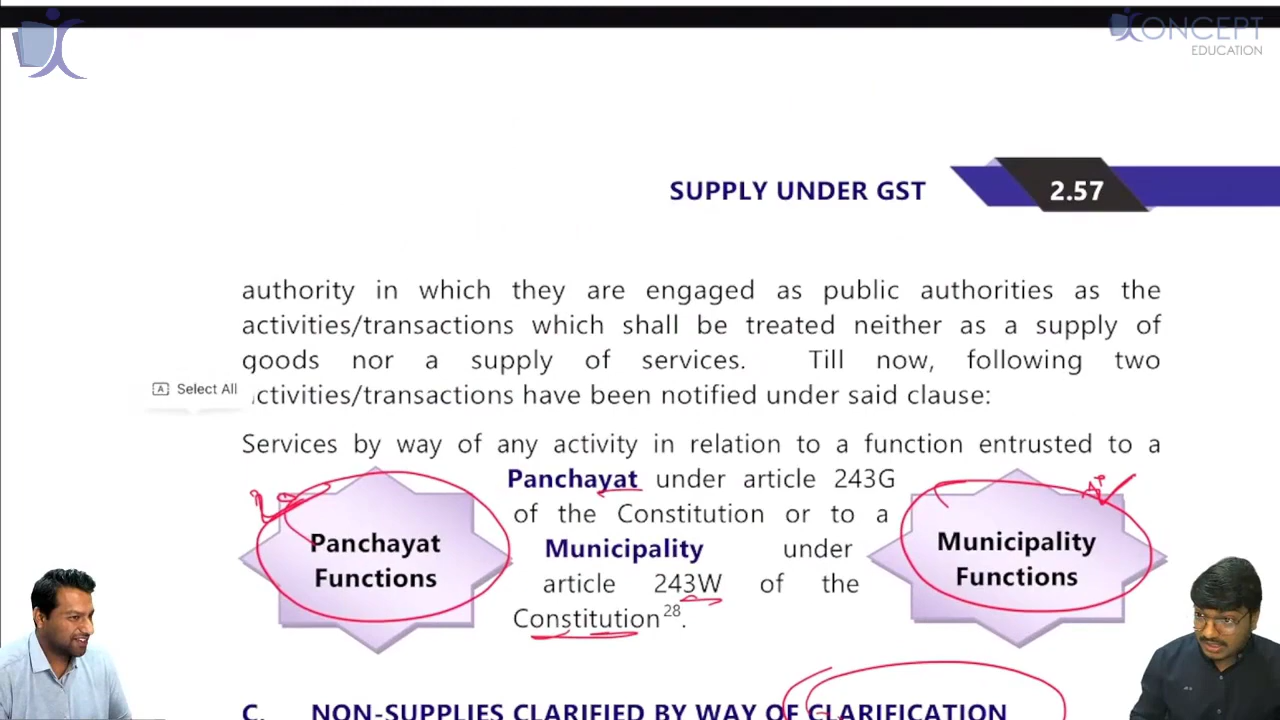 KONCEPT
EDUCATION
SUPPLY UNDER GST
2.57
authority in which they are engaged as public authorities as the
activities/transactions which shall be treated neither as a supply of
goods nor a supply of services. Till now, following two
Select All
ctivities/transactions have been notified under said clause:
Services by way of any activity in relation to a function entrusted to a
Panchayat under article 243G
of the Constitution or to a
Municipality under
article 243W of the
Constitution28.
Panchayat
Functions
Municipality
Functions
C. NON-SUPPLIES CLARIFIED BY WAY OF CLARIFICATION